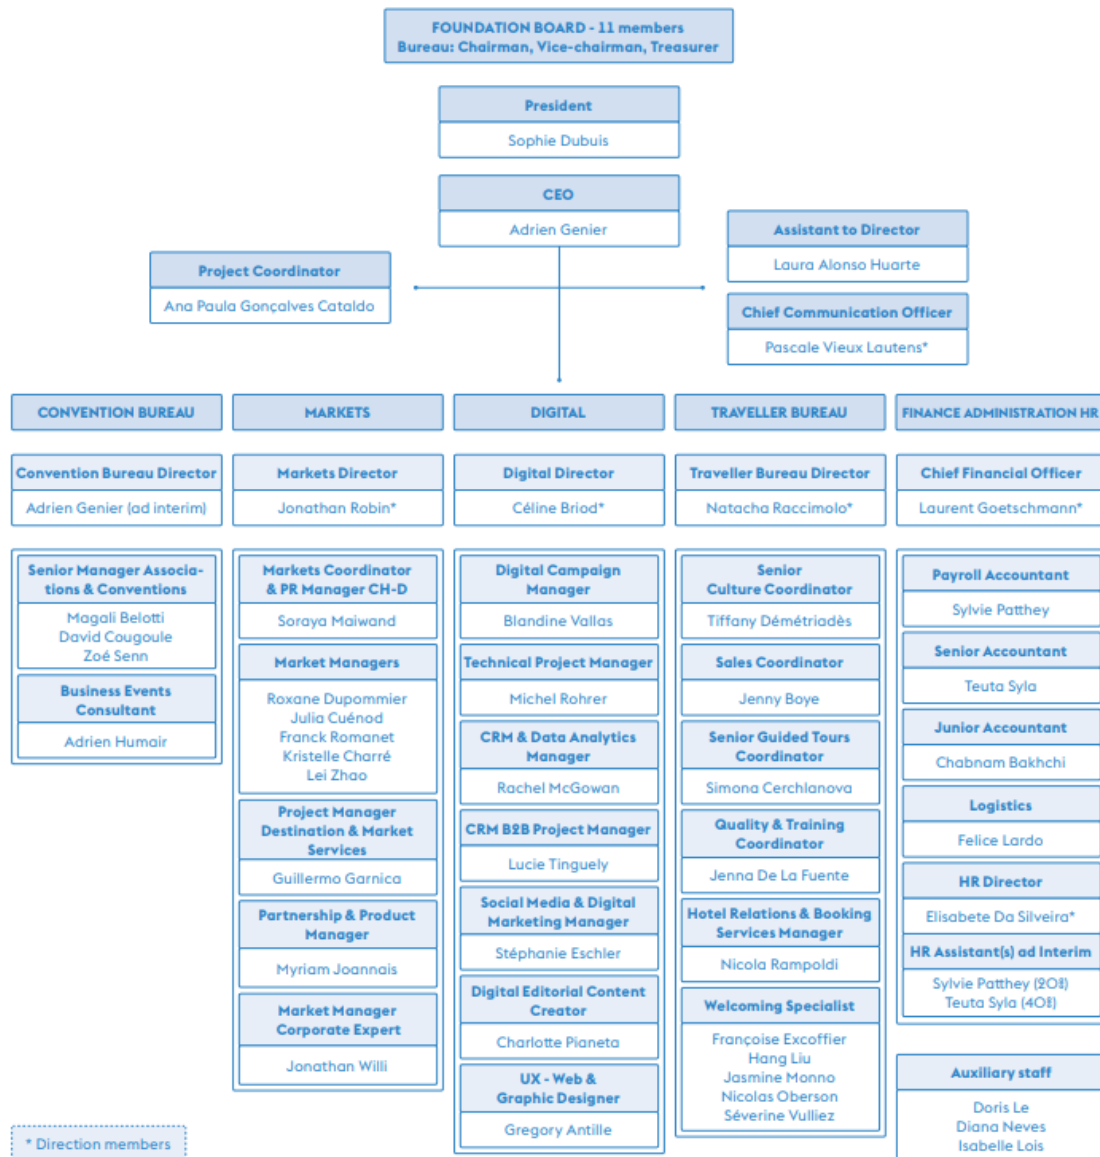 FOUNDATION BOARD - 11 members
Bureau: Chairman, Vice-chairman, Treasurer
President
Sophie Dubuis
CEO
Adrien Genier
Assistant to Director
Laura Alonso Huarte
Project Coordinator
Ana Paula Gonçalves Cataldo
Chief Communication Officer
Pascale Vieux Lautens*
CONVENTION BUREAU
Convention Bureau Director
Adrien Genier (ad interim)
Senior Manager Associa-
tions & Conventions
Magali Belotti
David Cougoule
Zoé Senn
Business Events
Consultant
Adrien Humair
MARKETS
Markets Director
Jonathan Robin*
Markets Coordinator
& PR Manager CH-D
Soraya Maiwand
Market Managers
Roxane Dupommier
Julia Cuénod
Franck Romanet
Kristelle Charré
Lei Zhao
Project Manager
Destination & Market
Services
Guillermo Garnica
Partnership & Product
Manager
Myriam Joannais
Market Manager
Corporate Expert
Jonathan Willi
DIGITAL
Digital Director
Céline Briod*
Digital Campaign
Manager
Blandine Vallas
Technical Project Manager
Michel Rohrer
CRM & Data Analytics
Manager
Rachel McGowan
CRM B2B Project Manager
Lucie Tinguely
Social Media & Digital
Marketing Manager
Stéphanie Eschler
Digital Editorial Content
Creator
Charlotte Pianeta
UX - Web &
Graphic Designer
Gregory Antille
TRAVELLER BUREAU
Traveller Bureau Director
Natacha Raccimolo*
Senior
Culture Coordinator
Tiffany Démétriadès
Sales Coordinator
Jenny Boye
Senior Guided Tours
Coordinator
Simona Cerchlanova
Quality & Training
Coordinator
Jenna De La Fuente
Hotel Relations & Booking
Services Manager
Nicola Rampoldi
Welcoming Specialist
Françoise Excoffier
Hang Liu
Jasmine Monno
Nicolas Oberson
Séverine Vulliez
FINANCE ADMINISTRATION HR
Chief Financial Officer
Laurent Goetschmann*
Payroll Accountant
Sylvie Patthey
Senior Accountant
Teuta Syla
Junior Accountant
Chabnam Bakhchi
Logistics
Felice Lardo
HR Director
Elisabete Da Silveira*
HR Assistant(s) ad Interim
Sylvie Patthey (20%)
Teuta Syla (40%)
Auxiliary staff
Doris Le
Diana Neves
Isabelle Lois
* Direction members